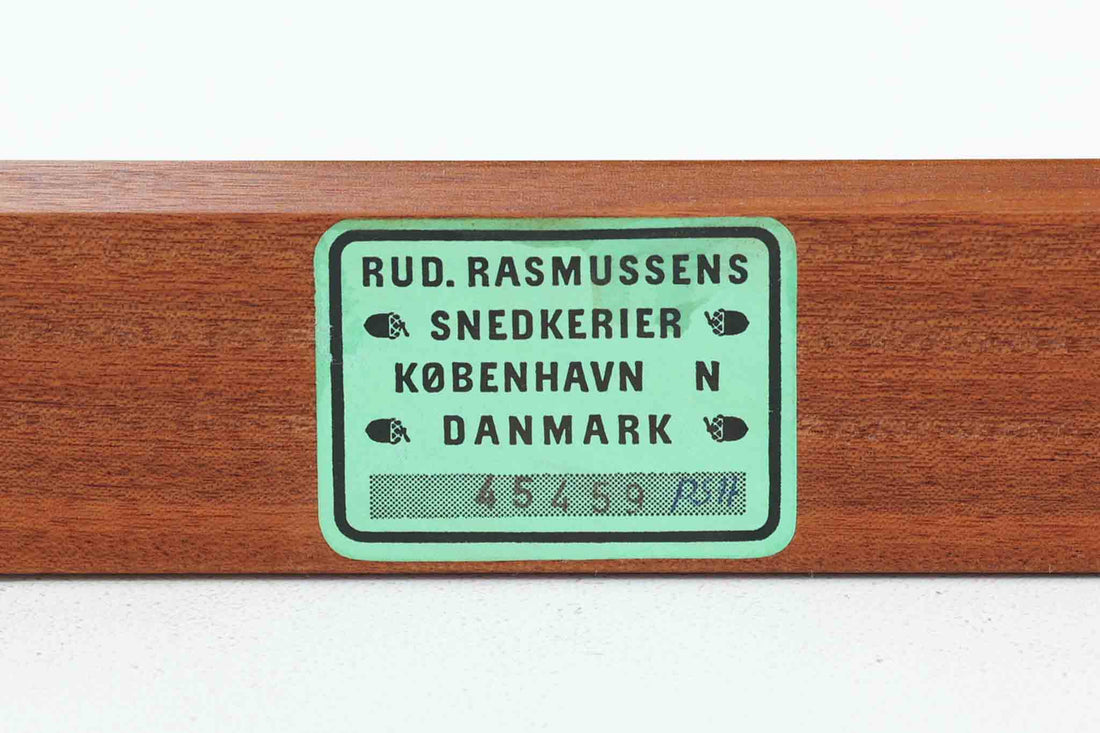 RUD. RASMUSSENS
SNEDKERIER
KØBENHAVN N
DANMARK
45459